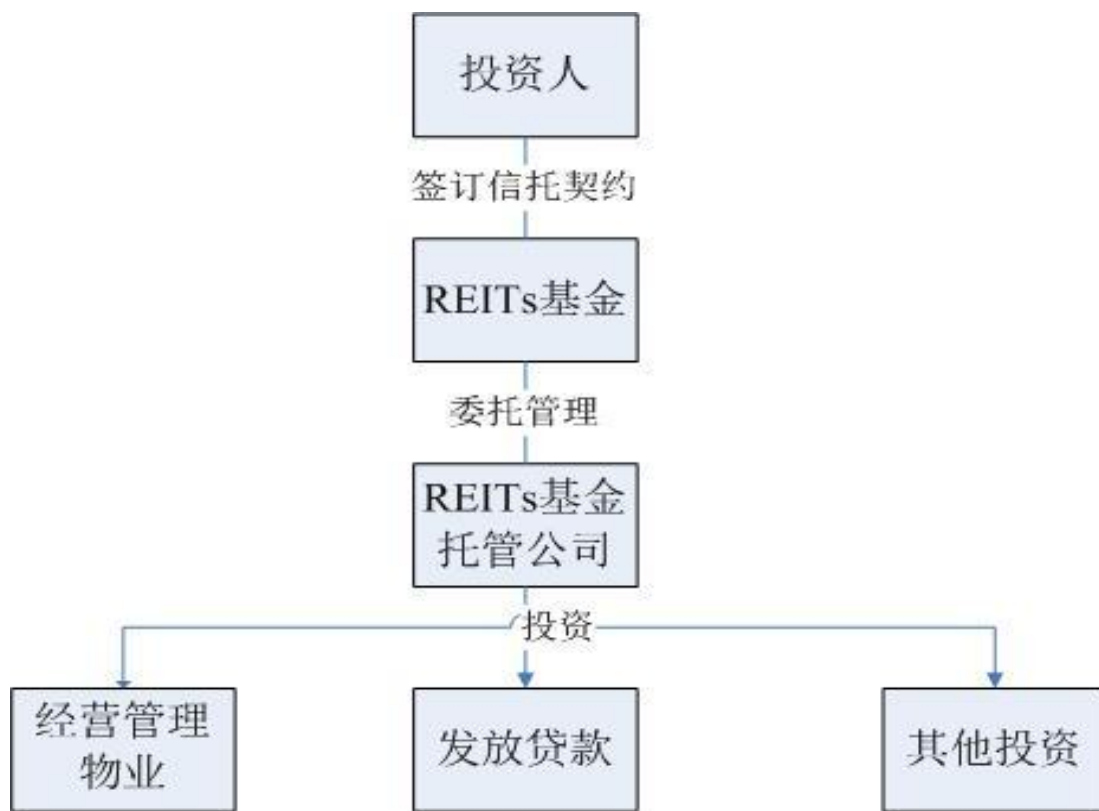 投资人
签订信托契约
REITs基金
委托管理
REITs基金
托管公司
投资
经营管理
物业
发放贷款
其他投资